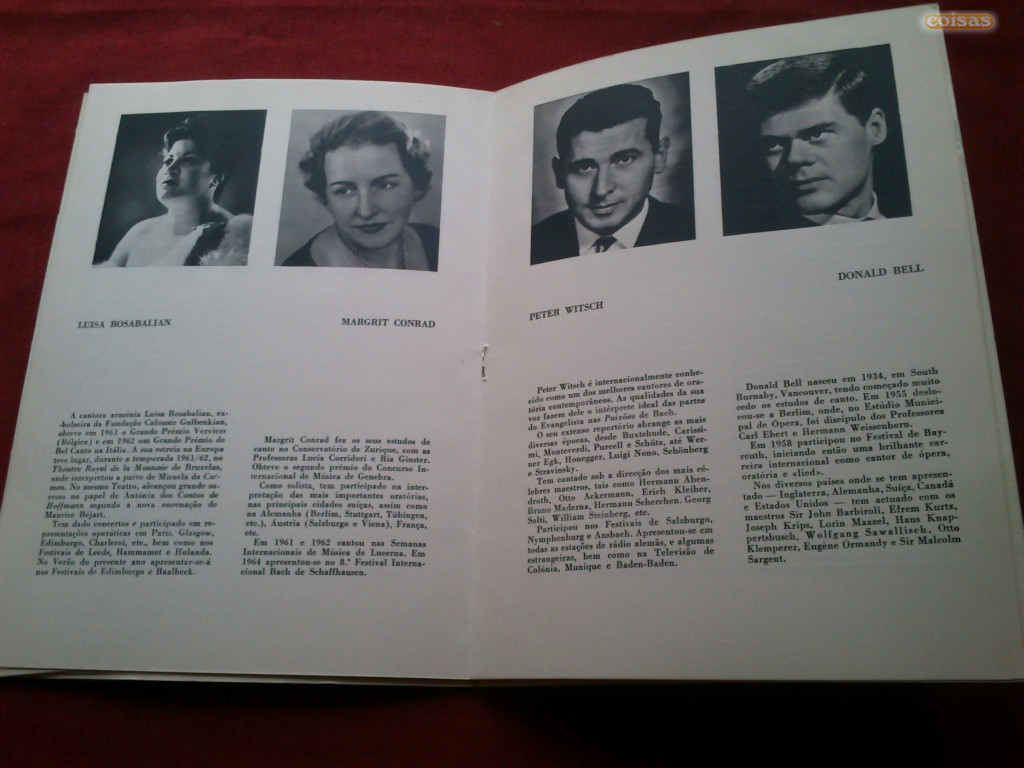 coisas
LUISA BOSABALIAN
A cantora arménia Luisa Bosabalian, ex-
-bolseira da Fundação Calouste Gulbenkian,
obteve em 1961 o Grande Prémio Verviers
(Bélgica) e em 1962 um Grande Prémio de
Bel Canto na Itália. A sua estreia na Europa
teve lugar, durante a temporada 1961/62, no
Théatre Royal de la Monnaie de Bruxelas,
onde interpretou a parte de Micaela da Car-
men. No mesmo Teatro, alcançou grande su-
cesso no papel de Antónia dos Contos de
Hoffmann segundo a nova encenação de
Maurice Béjart.
Tem dado concertos e participado em re-
presentações operáticas em Paris, Glasgow,
Edimburgo, Charleroi, etc., bem como nos
Festivais de Leeds, Hammamet e Holanda.
No Verão do presente ano apresentar-se-á
nos Festivais de Edimburgo e Baalbeck.
MARGRIT CONRAD
Margrit Conrad fez os seus estudos de
canto no Conservatório de Zurique, com as
Professoras Lucia Corridori e Ria Ginster.
Obteve o segundo prémio do Concurso Inter-
nacional de Música de Genebra.
Como solista, tem participado na inter-
pretação das mais importantes oratórias,
nas principais cidades suíças, assim como
na Alemanha (Berlim, Stuttgart, Tübingen,
etc.), Áustria (Salzburgo e Viena), França,
etc.
Em 1961 e 1962 cantou nas Semanas
Internacionais de Música de Lucerna. Em
1964 apresentou-se no 8.º Festival Interna-
cional Bach de Schaffhausen.
PETER WITSCH
Peter Witsch é internacionalmente conhe-
cido como um dos melhores cantores de ora-
tória contemporâneos. As qualidades da sua
voz fazem dele o intérprete ideal das partes
do Evangelista nas Paixões de Bach.
O seu extenso reportório abrange as mais
diversas épocas, desde Buxtehude, Carissi-
mi, Monteverdi, Purcell e Schütz, até Wer-
ner Egk, Honegger, Luigi Nono, Schönberg
e Stravinsky.
Tem cantado sob a direcção dos mais cé-
lebres maestros, tais como Hermann Aben-
droth, Otto Ackermann, Erich Kleiber,
Bruno Maderna, Hermann Scherchen, Georg
Solti, William Steinberg, etc.
Participou nos Festivais de Salzburgo,
Nymphenburg e Ansbach. Apresentou-se em
todas as estações de rádio alemãs, e algumas
estrangeiras, bem como na Televisão de
Colónia, Munique e Baden-Baden.
DONALD BELL
Donald Bell nasceu em 1934, em South
Burnaby, Vancouver, tendo começado muito
cedo os estudos de canto. Em 1955 deslo-
cou-se a Berlim, onde, no Estúdio Munici-
pal de Opera, foi discípulo dos Professores
Carl Ebert e Hermann Weissenborn.
Em 1958 participou no Festival de Bay-
reuth, iniciando então uma brilhante car-
reira internacional como cantor de ópera,
oratória e «lied».
Nos diversos países onde se tem apresen-
tado — Inglaterra, Alemanha, Suíça, Canadá
e Estados Unidos — tem actuado com os
maestros Sir John Barbiroli, Efrem Kurtz,
Joseph Krips, Lorin Maazel, Hans Knap-
pertsbusch, Wolfgang Sawallisch, Otto
Klemperer, Eugène Ormandy e Sir Malcolm
Sargent.